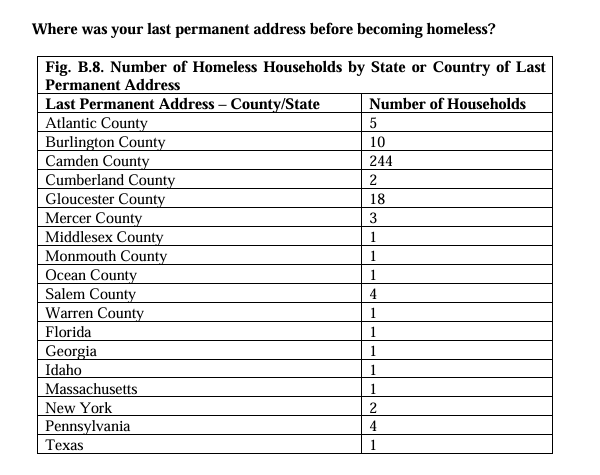 Where was your last permanent address before becoming homeless?
Fig. B.8. Number of Homeless Households by State or Country of Last
Permanent Address
Last Permanent Address – County/State Number of Households
Atlantic County 5
Burlington County 10
Camden County 244
Cumberland County 2
Gloucester County 18
Mercer County 3
Middlesex County 1
Monmouth County 1
Ocean County 1
Salem County 4
Warren County 1
Florida 1
Georgia 1
Idaho 1
Massachusetts 1
New York 2
Pennsylvania 4
Texas 1